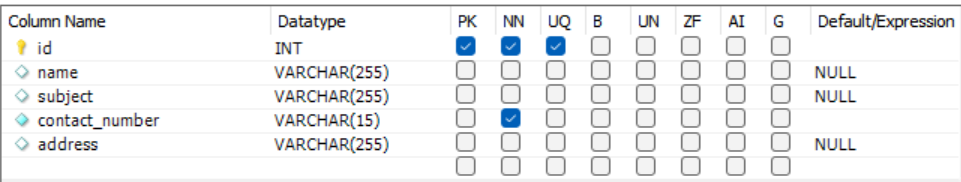 Column Name Datatype PK NN UQ B UN ZF AI G Default/Expression
id INT
name VARCHAR(255) NULL
subject VARCHAR(255) NULL
contact_number VARCHAR(15)
address VARCHAR(255) NULL